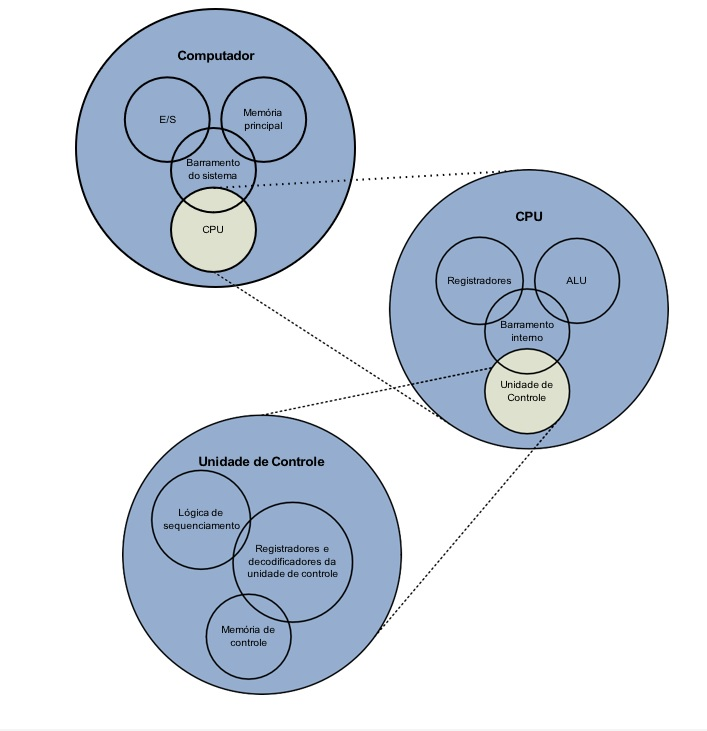 Computador
E/S
Memória
principal
Barramento
do sistema
CPU
CPU
Registradores
ALU
Barramento
interno
Unidade de
Controle
Unidade de Controle
Lógica de
sequenciamento
Registradores e
decodificadores da
unidade de controle
Memória de
controle